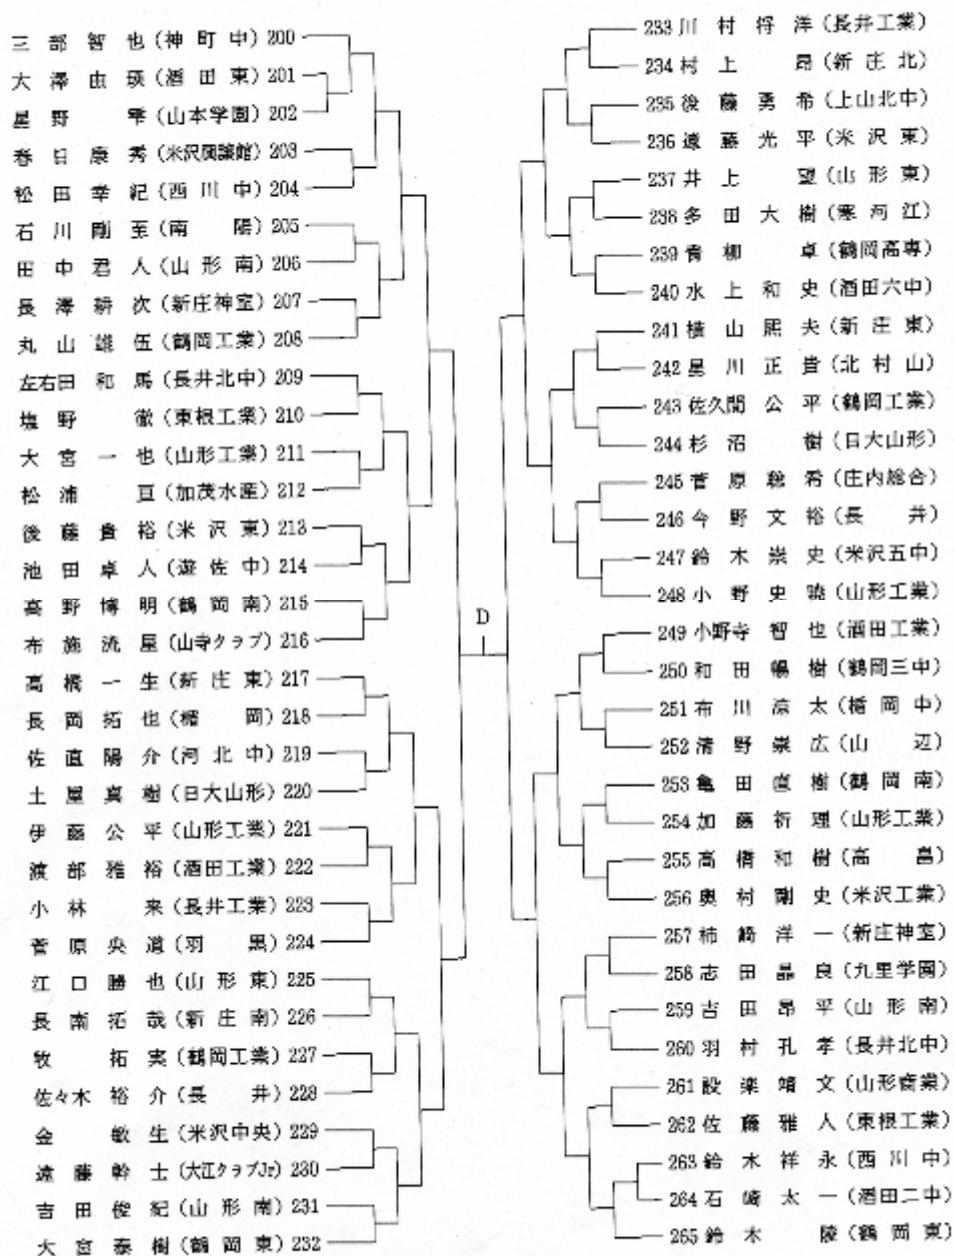 三部智也(神町中)200
大澤由瑛(酒田東)201
星野雫(山本学園)202
春日康秀(米沢興譲館)203
松田幸紀(西川中)204
石川剛至(南陽)205
田中君人(山形南)206
長澤耕次(新庄神室)207
丸山雄伍(鶴岡工業)208
左右田和馬(長井北中)209
塩野徹(東根工業)210
大宮一也(山形工業)211
松浦亘(加茂水産)212
後藤貴裕(米沢東)213
池田卓人(遊佐中)214
高野博明(鶴岡南)215
布施流星(山寺クラブ)216
高橋一生(新庄東)217
長岡拓也(楯岡)218
佐直陽介(河北中)219
土屋真樹(日大山形)220
伊藤公平(山形工業)221
渡部雅裕(酒田工業)222
小林来(長井工業)223
菅原央道(羽黒)224
江口勝也(山形東)225
長南拓哉(新庄南)226
牧拓実(鶴岡工業)227
佐々木裕介(長井)228
金敏生(米沢中央)229
遠藤幹士(大江クラブJr)230
吉田俊紀(山形南)231
大宮泰樹(鶴岡東)232
D
233川村将洋(長井工業)
234村上昂(新庄北)
235後藤勇希(上山北中)
236遠藤光平(米沢東)
237井上望(山形東)
238多田大樹(寒河江)
239青柳卓(鶴岡高専)
240水上和史(酒田六中)
241横山熙夫(新庄東)
242星川正貴(北村山)
243佐久間公平(鶴岡工業)
244杉沼樹(日大山形)
245菅原聡希(庄内総合)
246今野文裕(長井)
247鈴木崇史(米沢五中)
248小野史暁(山形工業)
249小野寺智也(酒田工業)
250和田暢樹(鶴岡三中)
251布川涼太(楯岡中)
252清野崇広(山辺)
253亀田直樹(鶴岡南)
254加藤祈理(山形工業)
255高橋和樹(高畠)
256奥村剛史(米沢工業)
257柿崎洋一(新庄神室)
258志田晶良(九里学園)
259吉田昂平(山形南)
260羽村孔孝(長井北中)
261設楽靖文(山形商業)
262佐藤雅人(東根工業)
263鈴木祥永(西川中)
264石崎太一(酒田二中)
265鈴木陵(鶴岡東)